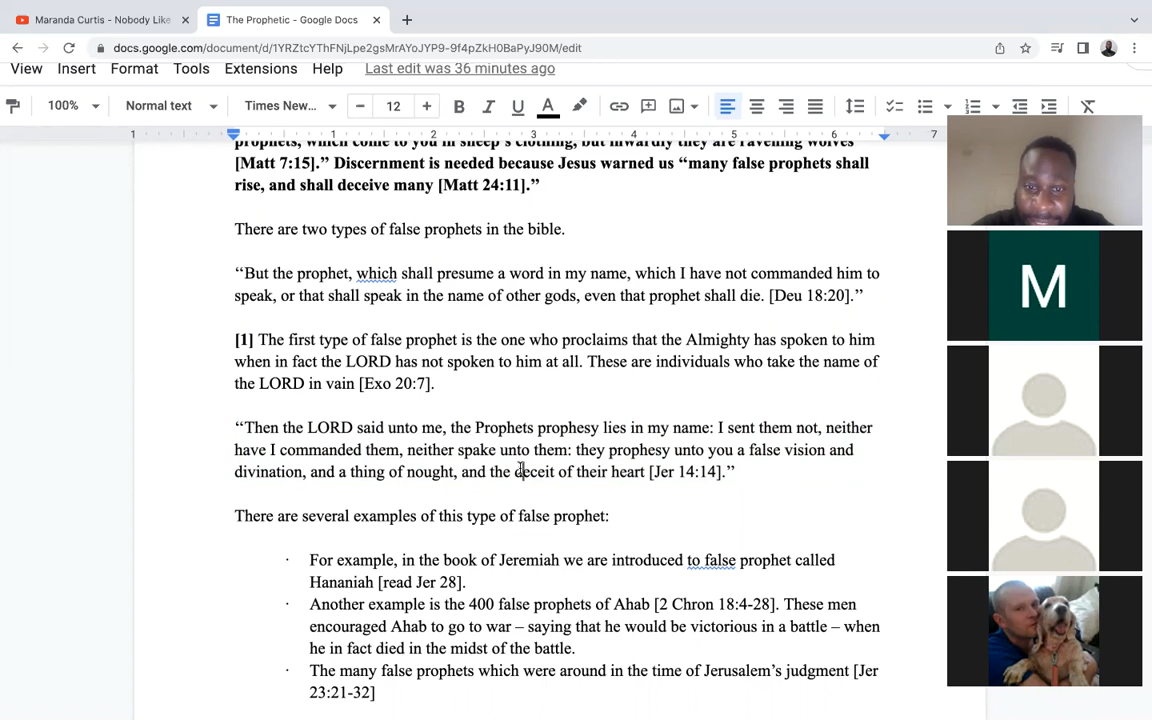 Maranda Curtis - Nobody Like
The Prophetic - Google Docs
docs.google.com/document/d/1YRZtcYThFNjLpe2gsMrAYoJYP9-9f4pZkH0BaPyJ90M/edit
View Insert Format Tools Extensions Help Last edit was 36 minutes ago
100% Normal text Times New... 12 B I U A
1 1 2 3 4 5 6 7
prophets, which come to you in sheep's clothing, but inwardly they are ravening wolves
[Matt 7:15].” Discernment is needed because Jesus warned us “many false prophets shall
rise, and shall deceive many [Matt 24:11].”
There are two types of false prophets in the bible.
“But the prophet, which shall presume a word in my name, which I have not commanded him to
speak, or that shall speak in the name of other gods, even that prophet shall die. [Deu 18:20].”
[1] The first type of false prophet is the one who proclaims that the Almighty has spoken to him
when in fact the LORD has not spoken to him at all. These are individuals who take the name of
the LORD in vain [Exo 20:7].
“Then the LORD said unto me, the Prophets prophesy lies in my name: I sent them not, neither
have I commanded them, neither spake unto them: they prophesy unto you a false vision and
divination, and a thing of nought, and the deceit of their heart [Jer 14:14].”
There are several examples of this type of false prophet:
· For example, in the book of Jeremiah we are introduced to false prophet called
Hananiah [read Jer 28].
· Another example is the 400 false prophets of Ahab [2 Chron 18:4-28]. These men
encouraged Ahab to go to war – saying that he would be victorious in a battle – when
he in fact died in the midst of the battle.
· The many false prophets which were around in the time of Jerusalem’s judgment [Jer
23:21-32]
M